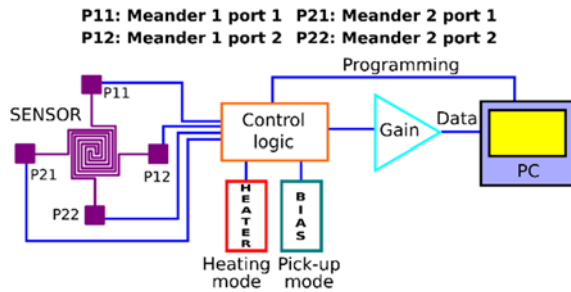 P11: Meander 1 port 1 P21: Meander 2 port 1
P12: Meander 1 port 2 P22: Meander 2 port 2
Programming
P11
SENSOR
Control
logic
Gain
Data
P21
P12
PC
P22
HEATER
BIAS
Heating
mode
Pick-up
mode